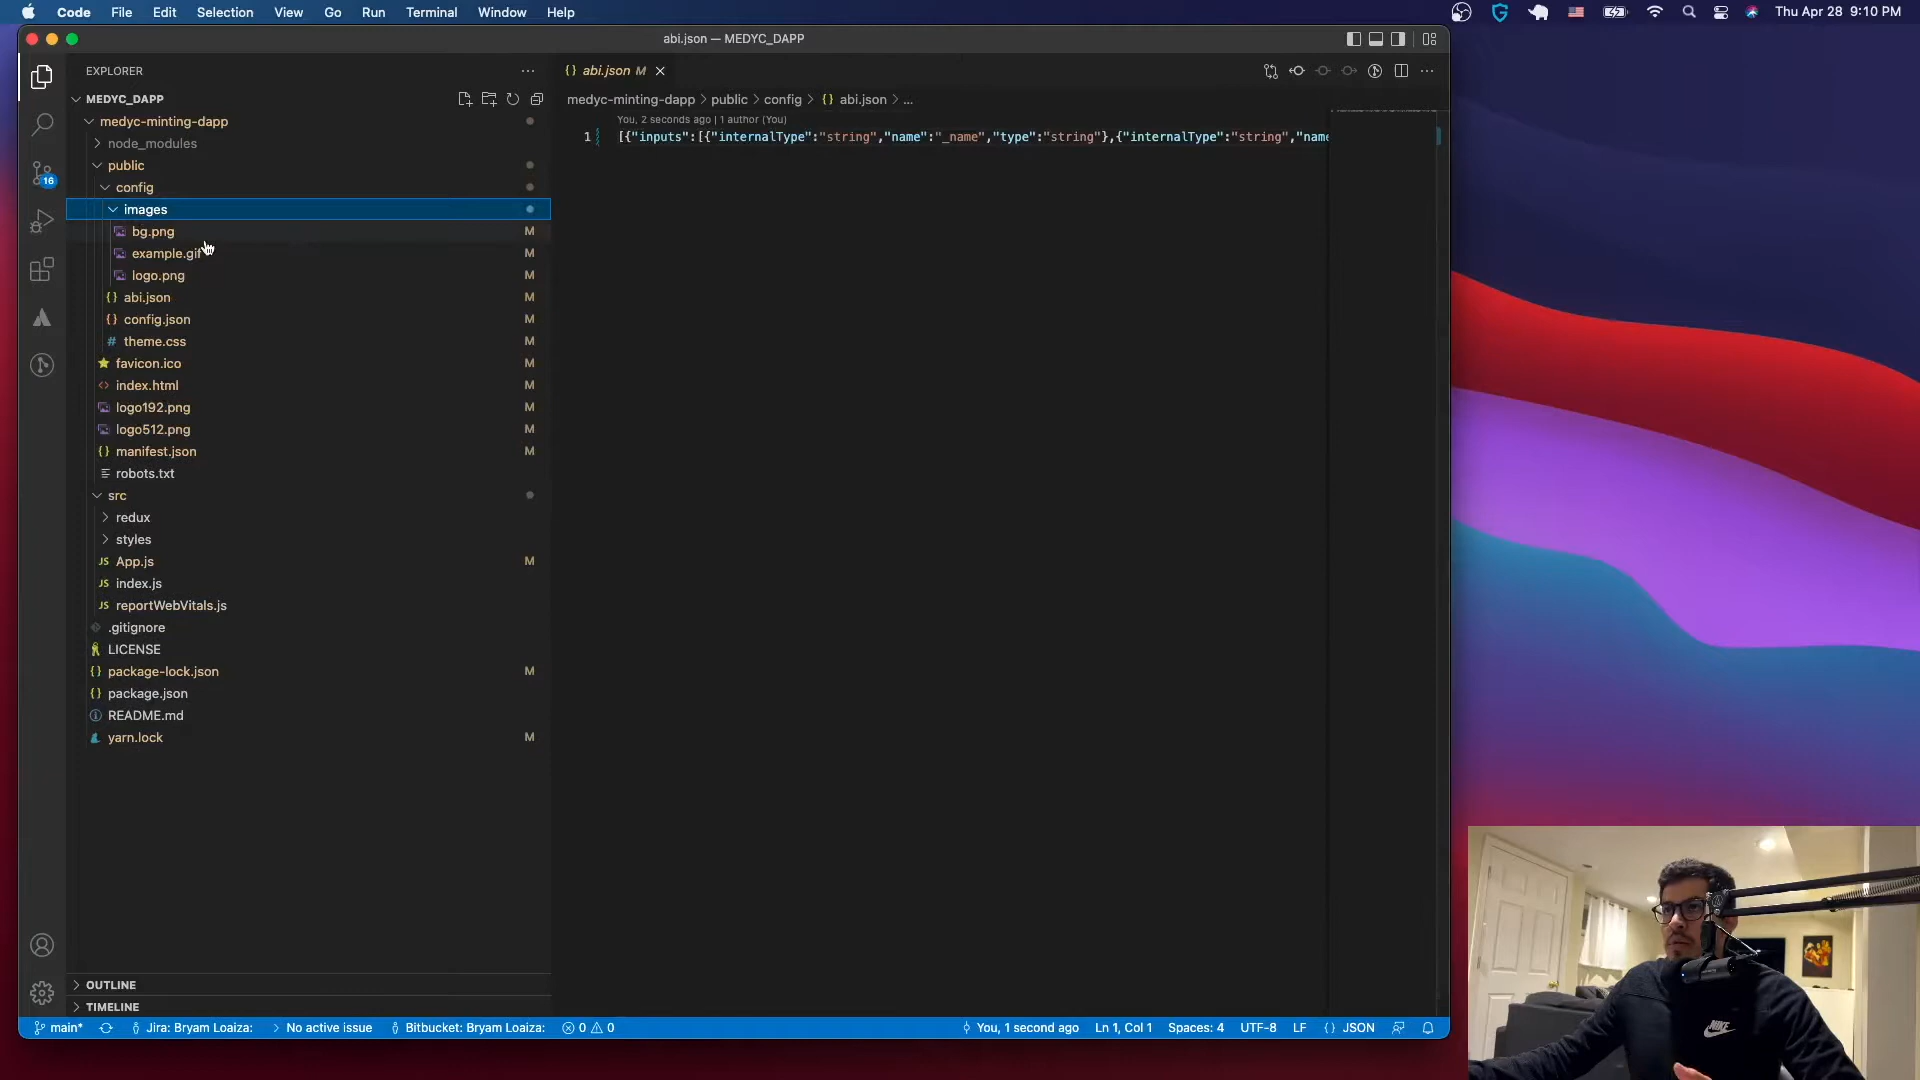 Code File Edit Selection View Go Run Terminal Window Help
Thu Apr 28 9:10 PM
abi.json — MEDYC_DAPP
EXPLORER
abi.json M
MEDYC_DAPP
medyc-minting-dapp > public > config > {} abi.json > ...
You, 2 seconds ago | 1 author (You)
1 [{"inputs":[{"internalType":"string","name":"_name","type":"string"},{"internalType":"string","name
medyc-minting-dapp
node_modules
public
config
images
bg.png M
example.gif M
logo.png M
{} abi.json M
{} config.json M
# theme.css M
favicon.ico M
<> index.html M
logo192.png M
logo512.png M
{} manifest.json M
robots.txt
src
redux
styles
JS App.js M
JS index.js
JS reportWebVitals.js
.gitignore
LICENSE
{} package-lock.json M
{} package.json
README.md
yarn.lock M
16
OUTLINE
TIMELINE
main* Jira: Bryam Loaiza: > No active issue Bitbucket: Bryam Loaiza: 0 0
You, 1 second ago Ln 1, Col 1 Spaces: 4 UTF-8 LF {} JSON
NIKE